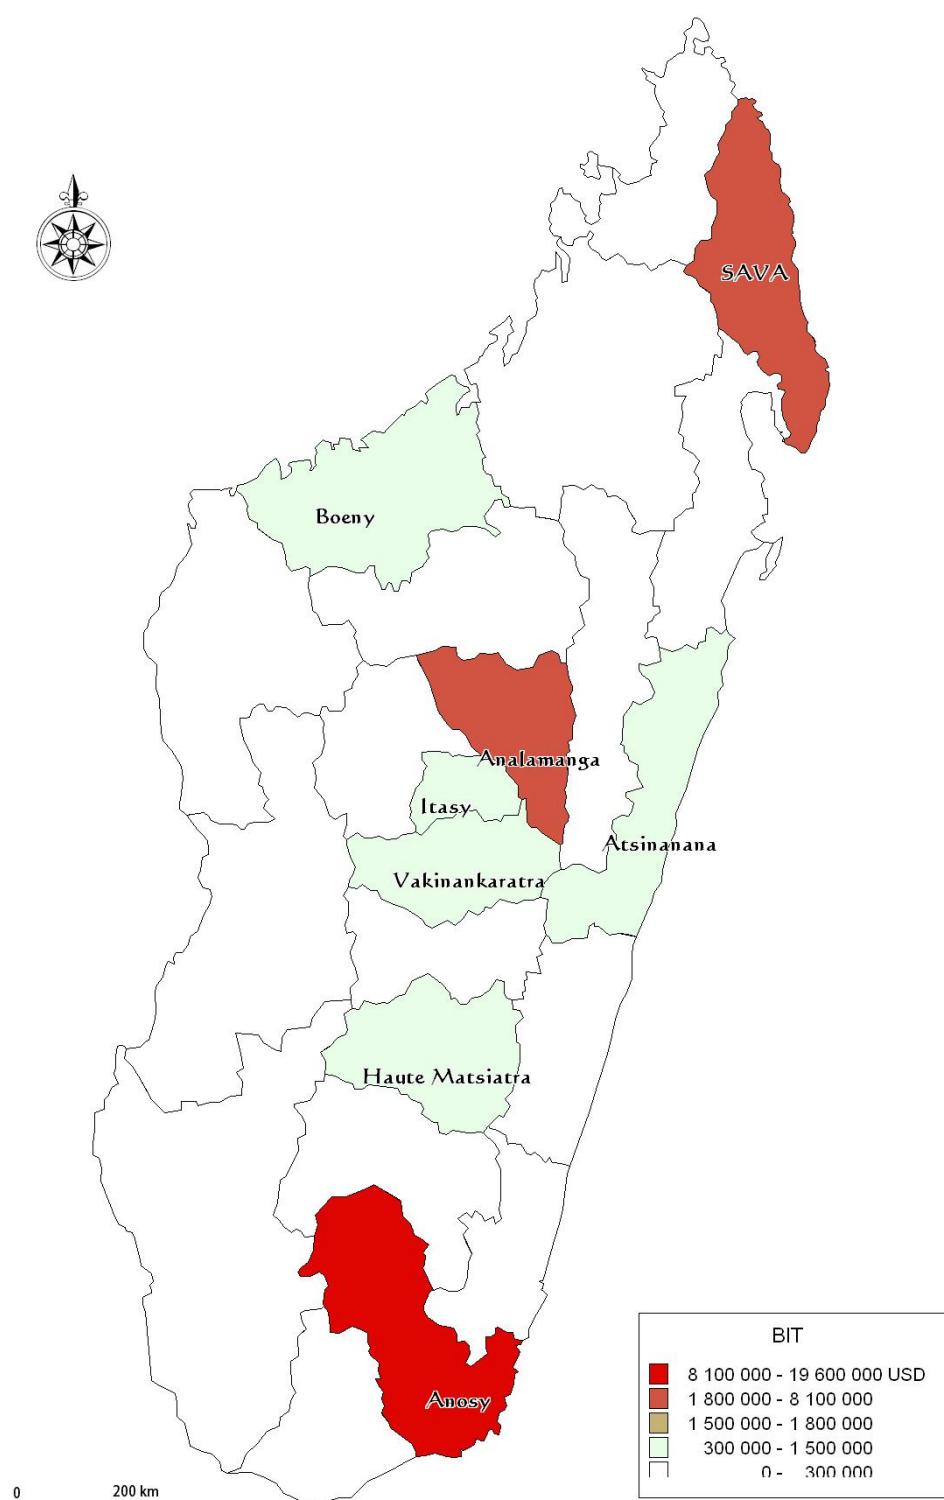 SAVA
Boeny
Analamanga
Itasy
Atsinanana
Vakinankaratra
Haute Matsiatra
Anosy
BIT
8 100 000 - 19 600 000 USD
1 800 000 - 8 100 000
1 500 000 - 1 800 000
300 000 - 1 500 000
0 - 300 000
0 200 km